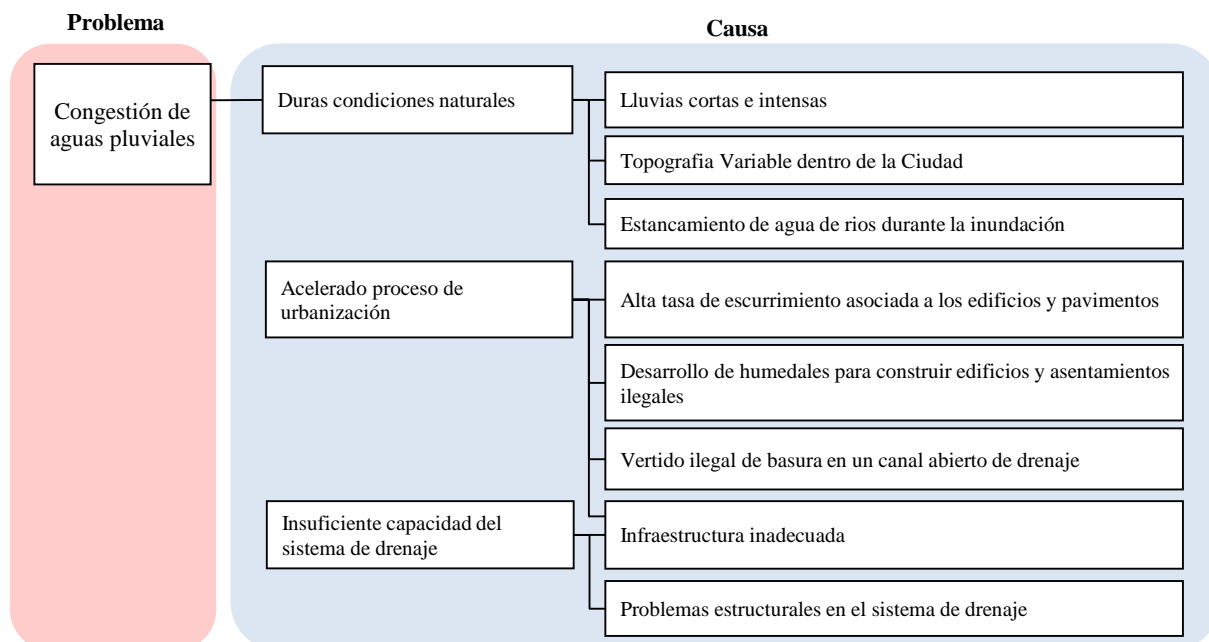 Problema
Causa
Congestión de
aguas pluviales
Duras condiciones naturales
Lluvias cortas e intensas
Topografia Variable dentro de la Ciudad
Estancamiento de agua de rios durante la inundación
Acelerado proceso de
urbanización
Alta tasa de escurrimiento asociada a los edificios y pavimentos
Desarrollo de humedales para construir edificios y asentamientos
ilegales
Vertido ilegal de basura en un canal abierto de drenaje
Insuficiente capacidad del
sistema de drenaje
Infraestructura inadecuada
Problemas estructurales en el sistema de drenaje